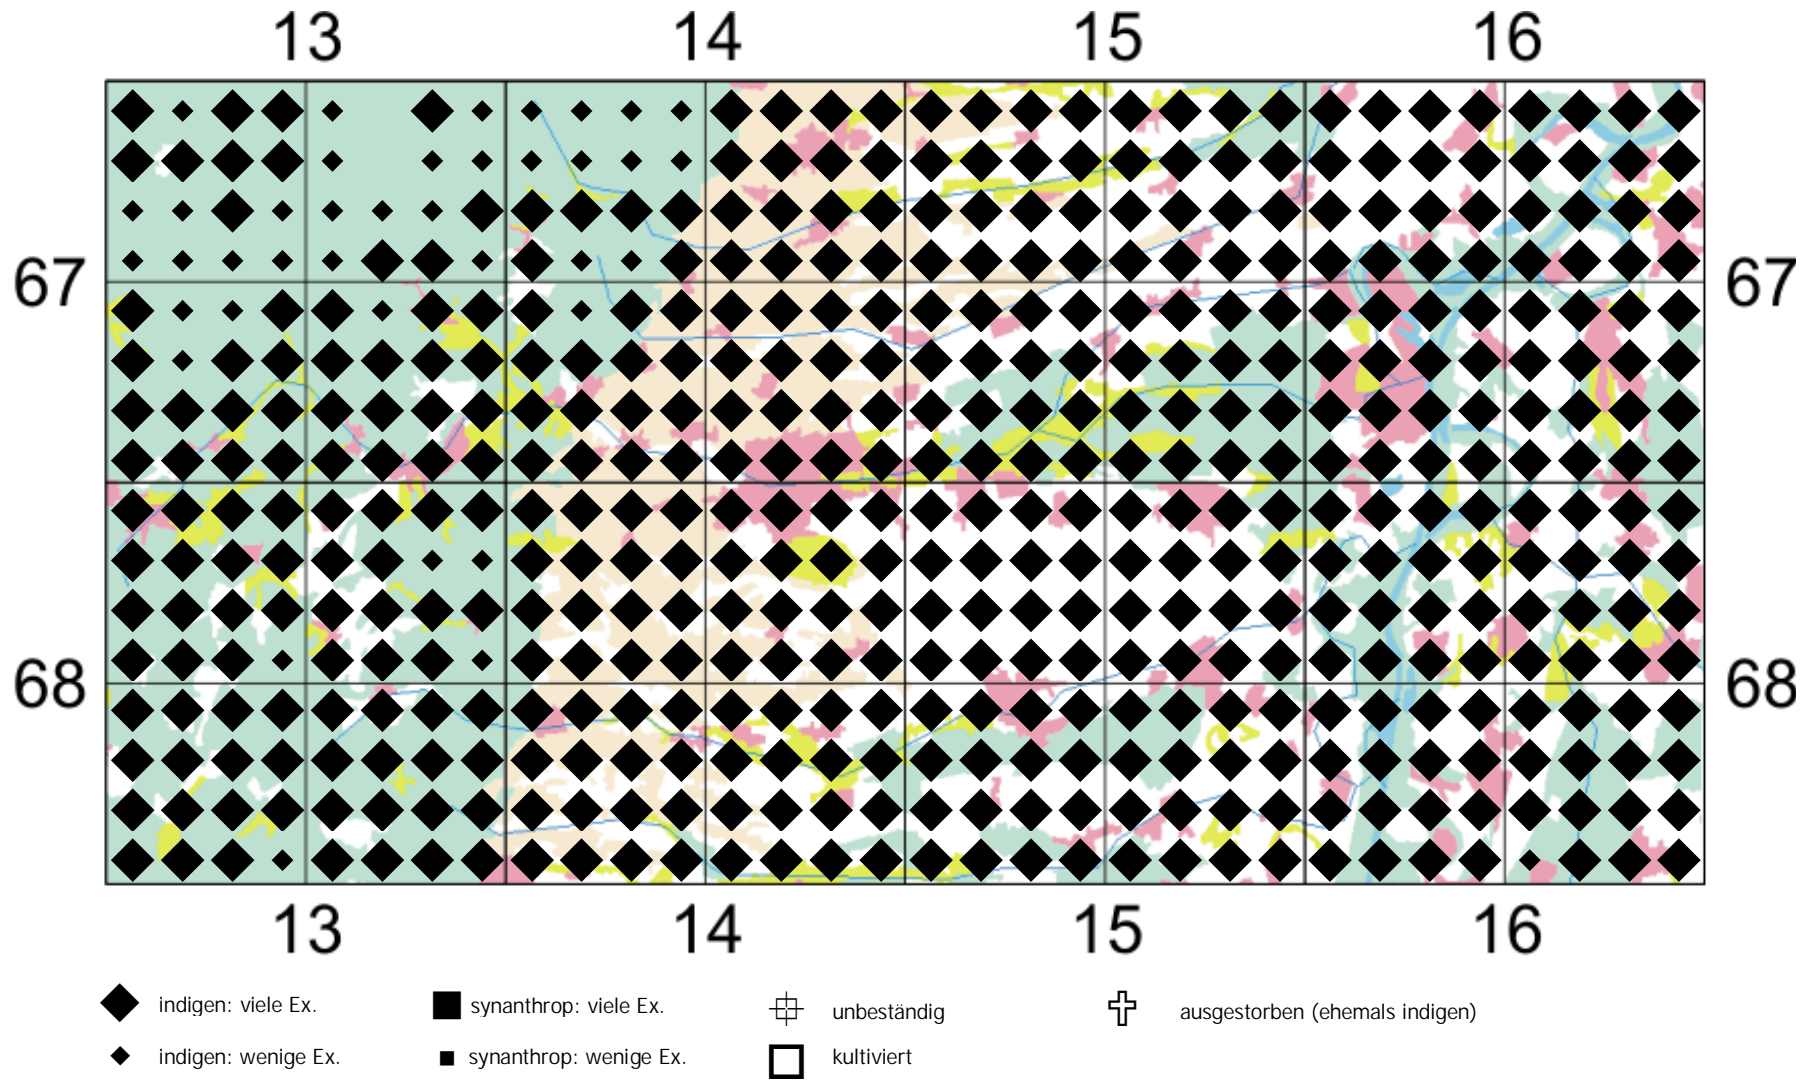 13 14 15 16
67 67
68 68
13 14 15 16
indigen: viele Ex. synanthrop: viele Ex. unbeständig ausgestorben (ehemals indigen)
indigen: wenige Ex. synanthrop: wenige Ex. kultiviert